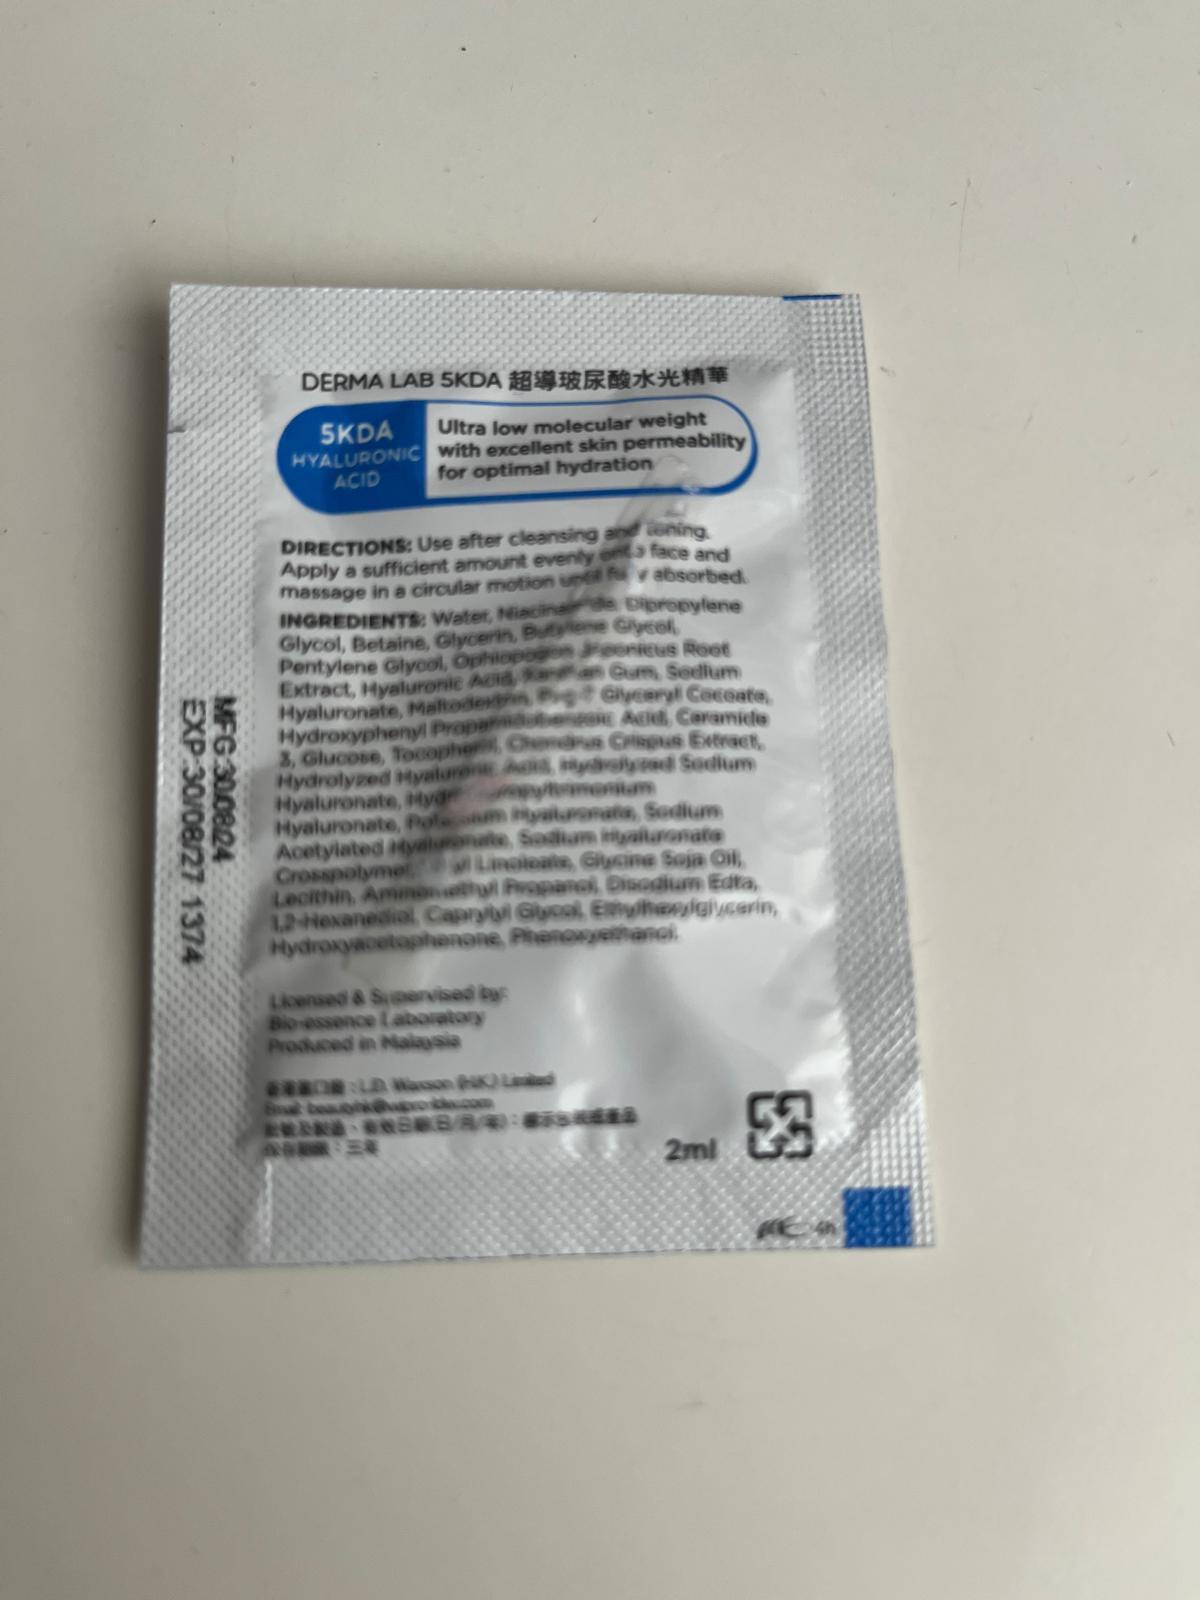 DERMA LAB 5KDA 超導玻尿酸水光精華
5KDA
HYALURONIC
ACID
Ultra low molecular weight
with excellent skin permeability
for optimal hydration
DIRECTIONS: Use after cleansing and toning.
Apply a sufficient amount evenly onto face and
massage in a circular motion until fully absorbed.
INGREDIENTS: Water, Niacinamide, Dipropylene
Glycol, Betaine, Glycerin, Butylene Glycol,
Pentylene Glycol, Ophiopogon Japonicus Root
Extract, Hyaluronic Acid, Xanthan Gum, Sodium
Hyaluronate, Maltodextrin, Glyceryl Cocoate,
Hydroxyphenyl Propamidobenzoic Acid, Ceramide
3, Glucose, Tocopherol, Chondrus Crispus Extract,
Hydrolyzed Hyaluronic Acid, Hydrolyzed Sodium
Hyaluronate,
Hyaluronate, Potassium Hyaluronate, Sodium
Acetylated Hyaluronate, Sodium Hyaluronate
Crosspolymer, Linoleate, Glycine Soja Oil,
Lecithin, Aminomethyl Propanol, Disodium Edta,
1,2-Hexanediol, Caprylyl Glycol, Ethylhexylglycerin,
Hydroxyacetophenone, Phenoxyethanol.
Licensed & Supervised by:
Bio-essence Laboratory
Produced in Malaysia
L.D. Waxson (H.K.) Limited
Email:
三年
2ml
MFG:30/08/24
EXP:30/08/27 1374